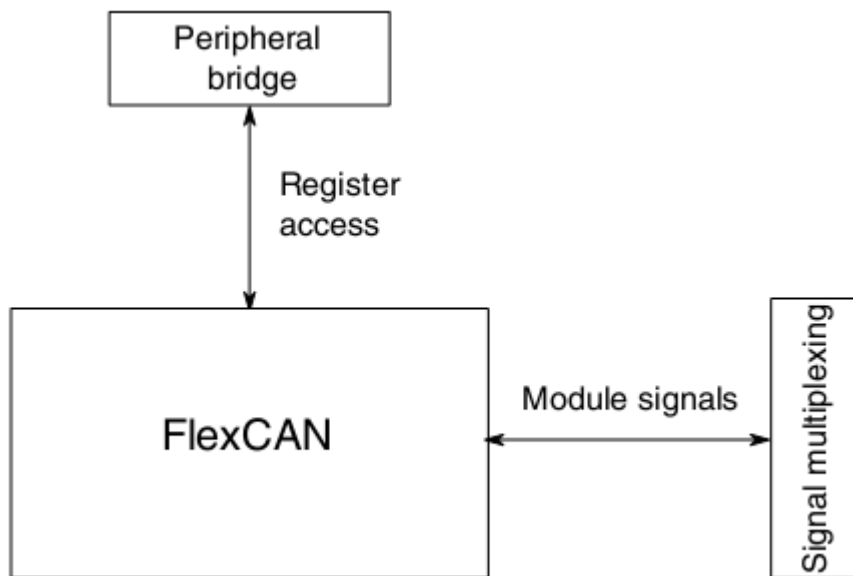 Peripheral
bridge
Register
access
FlexCAN
Module signals
Signal multiplexing